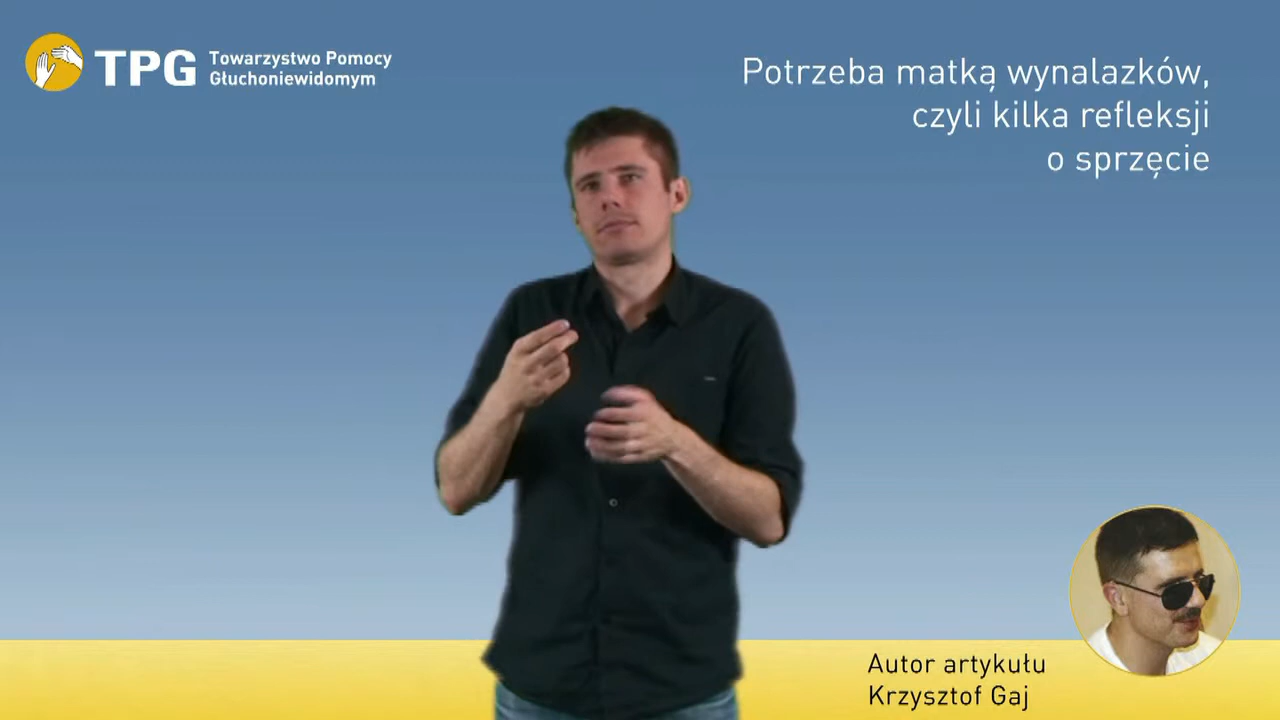 TPG
Towarzystwo Pomocy
Głuchoniewidomym
Potrzeba matką wynalazków,
czyli kilka refleksji
o sprzęcie
Autor artykułu
Krzysztof Gaj